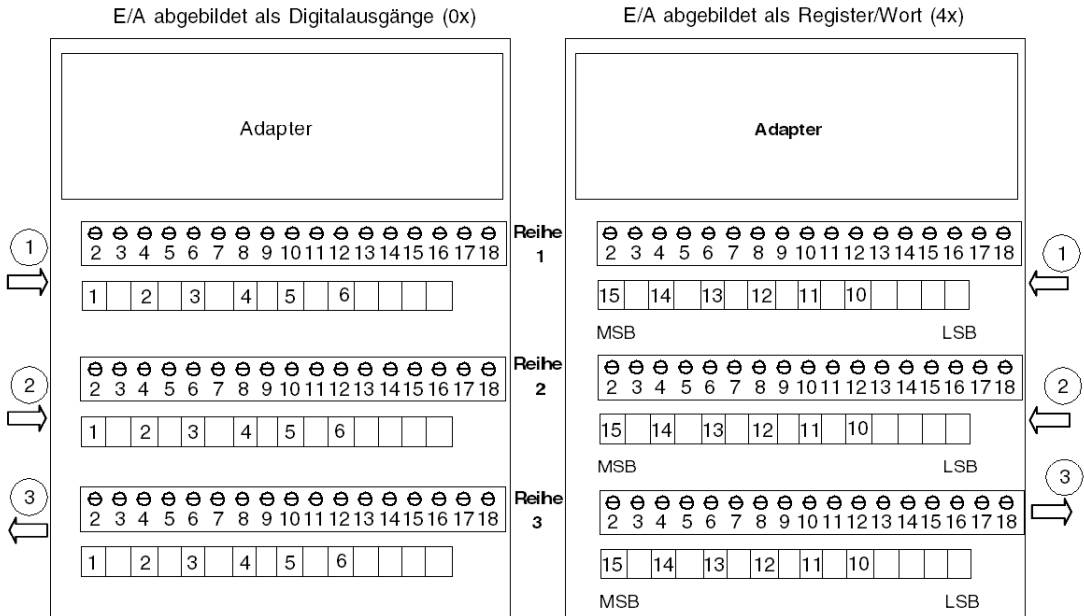 E/A abgebildet als Digitalausgänge (0x)
E/A abgebildet als Register/Wort (4x)
Adapter
Adapter
1
2 3 4 5 6 7 8 9 10 11 12 13 14 15 16 17 18
Reihe
1
2 3 4 5 6 7 8 9 10 11 12 13 14 15 16 17 18
1
1 2 3 4 5 6
15 14 13 12 11 10
MSB LSB
2
2 3 4 5 6 7 8 9 10 11 12 13 14 15 16 17 18
Reihe
2
2 3 4 5 6 7 8 9 10 11 12 13 14 15 16 17 18
2
1 2 3 4 5 6
15 14 13 12 11 10
MSB LSB
3
2 3 4 5 6 7 8 9 10 11 12 13 14 15 16 17 18
Reihe
3
2 3 4 5 6 7 8 9 10 11 12 13 14 15 16 17 18
3
1 2 3 4 5 6
15 14 13 12 11 10
MSB LSB